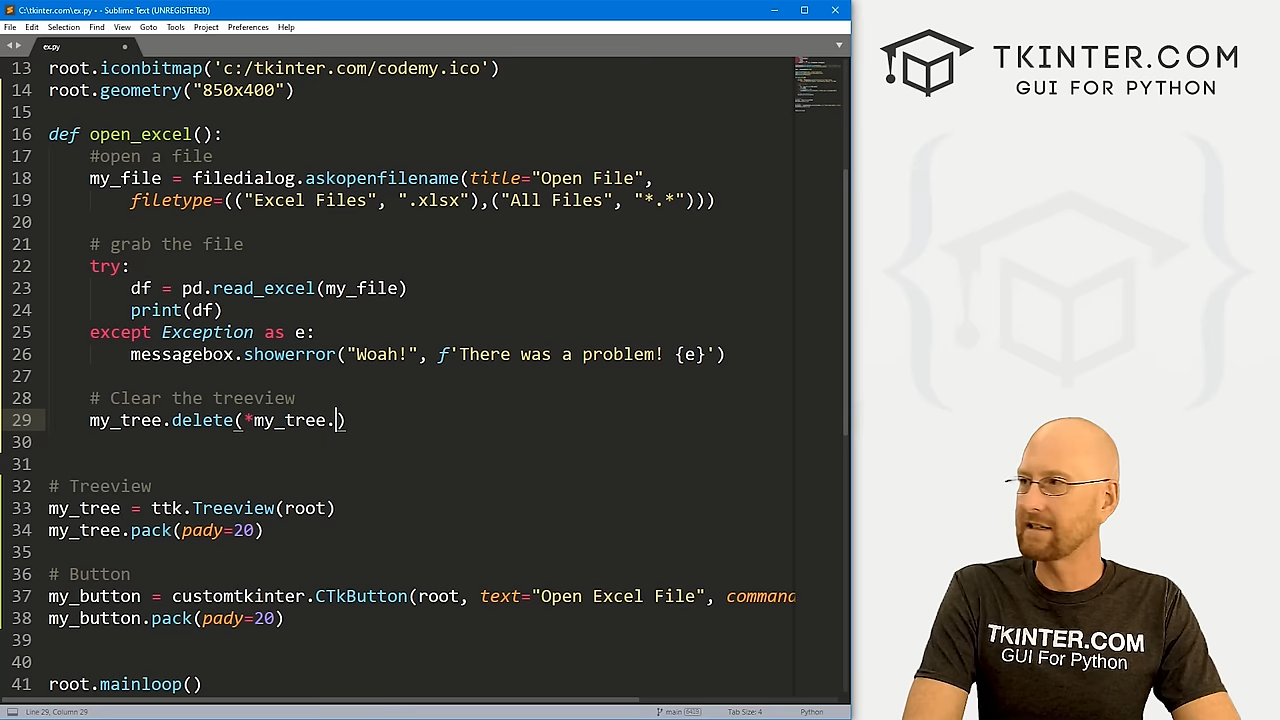 C:\tkinter.com\ex.py • - Sublime Text (UNREGISTERED)
File Edit Selection Find View Goto Tools Project Preferences Help
ex.py
13 root.iconbitmap('c:/tkinter.com/codemy.ico')
14 root.geometry("850x400")
15
16 def open_excel():
17 #open a file
18 my_file = filedialog.askopenfilename(title="Open File",
19 filetype=(("Excel Files", ".xlsx"),("All Files", "*.*")))
20
21 # grab the file
22 try:
23 df = pd.read_excel(my_file)
24 print(df)
25 except Exception as e:
26 messagebox.showerror("Woah!", f'There was a problem! {e}')
27
28 # Clear the treeview
29 my_tree.delete(*my_tree.)
30
31
32 # Treeview
33 my_tree = ttk.Treeview(root)
34 my_tree.pack(pady=20)
35
36 # Button
37 my_button = customtkinter.CTkButton(root, text="Open Excel File", command
38 my_button.pack(pady=20)
39
40
41 root.mainloop()
Line 29, Column 29
main
Tab Size: 4
Python
TKINTER.COM
GUI FOR PYTHON
TKINTER.COM
GUI For Python